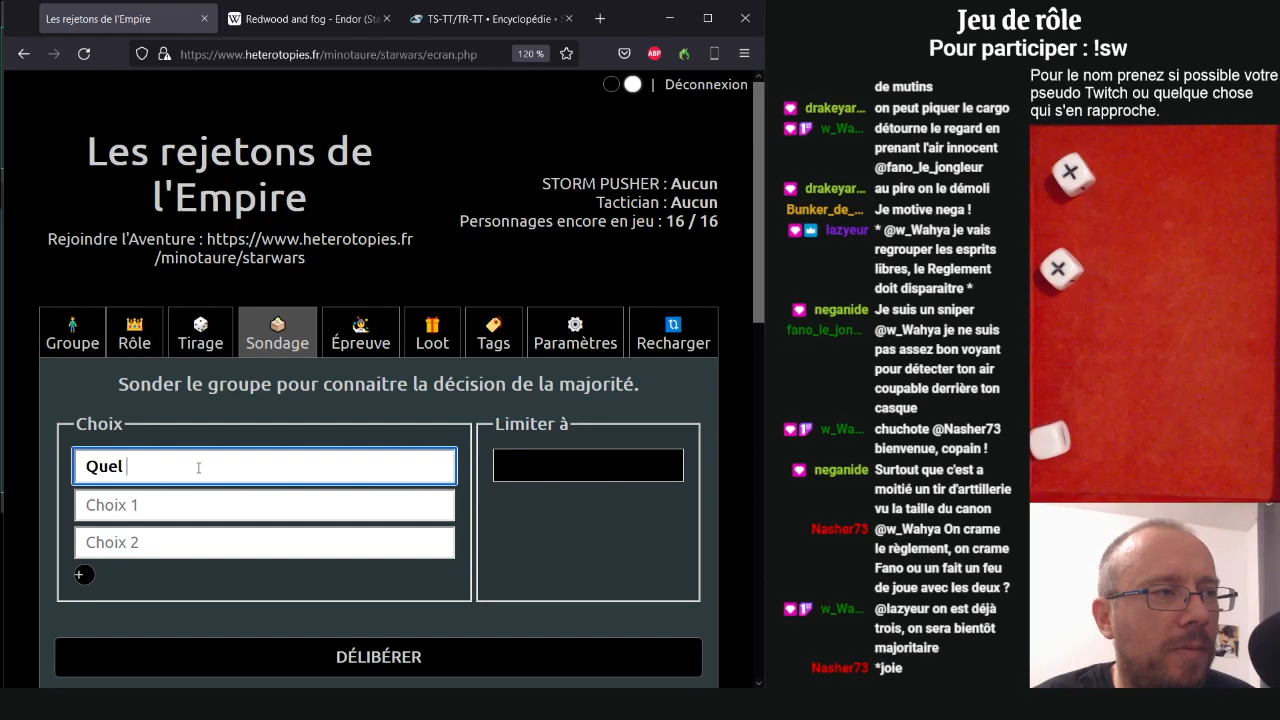 Les rejetons de l'Empire
Redwood and fog - Endor (Sta
TS-TT/TR-TT • Encyclopédie •
https://www.heterotopies.fr/minotaure/starwars/ecran.php
120 %
ABP
| Déconnexion
Les rejetons de
l'Empire
Rejoindre l'Aventure : https://www.heterotopies.fr
/minotaure/starwars
STORM PUSHER : Aucun
Tactician : Aucun
Personnages encore en jeu : 16 / 16
Groupe
Rôle
Tirage
Sondage
Épreuve
Loot
Tags
Paramètres
Recharger
Sonder le groupe pour connaitre la décision de la majorité.
Choix
Quel
Choix 1
Choix 2
+
Limiter à
DÉLIBÉRER
de mutins
drakeyar... on peut piquer le cargo
w_Wa... détourne le regard en
prenant l'air innocent
@fano_le_jongleur
drakeyar... au pire on le démoli
Bunker_de_... Je motive nega !
lazyeur * @w_Wahya je vais
regrouper les esprits
libres, le Reglement
doit disparaitre *
neganide Je suis un sniper
fano_le_jon... @w_Wahya je ne suis
pas assez bon voyant
pour détecter ton air
coupable derrière ton
casque
w_Wa... chuchote @Nasher73
bienvenue, copain !
neganide Surtout que c'est a
moitié un tir d'arttillerie
vu la taille du canon
Nasher73 @w_Wahya On crame
le règlement, on crame
Fano ou un fait un feu
de joue avec les deux ?
w_Wa... @lazyeur on est déjà
trois, on sera bientôt
majoritaire
Nasher73 *joie
Jeu de rôle
Pour participer : !sw
Pour le nom prenez si possible votre
pseudo Twitch ou quelque chose
qui s'en rapproche.